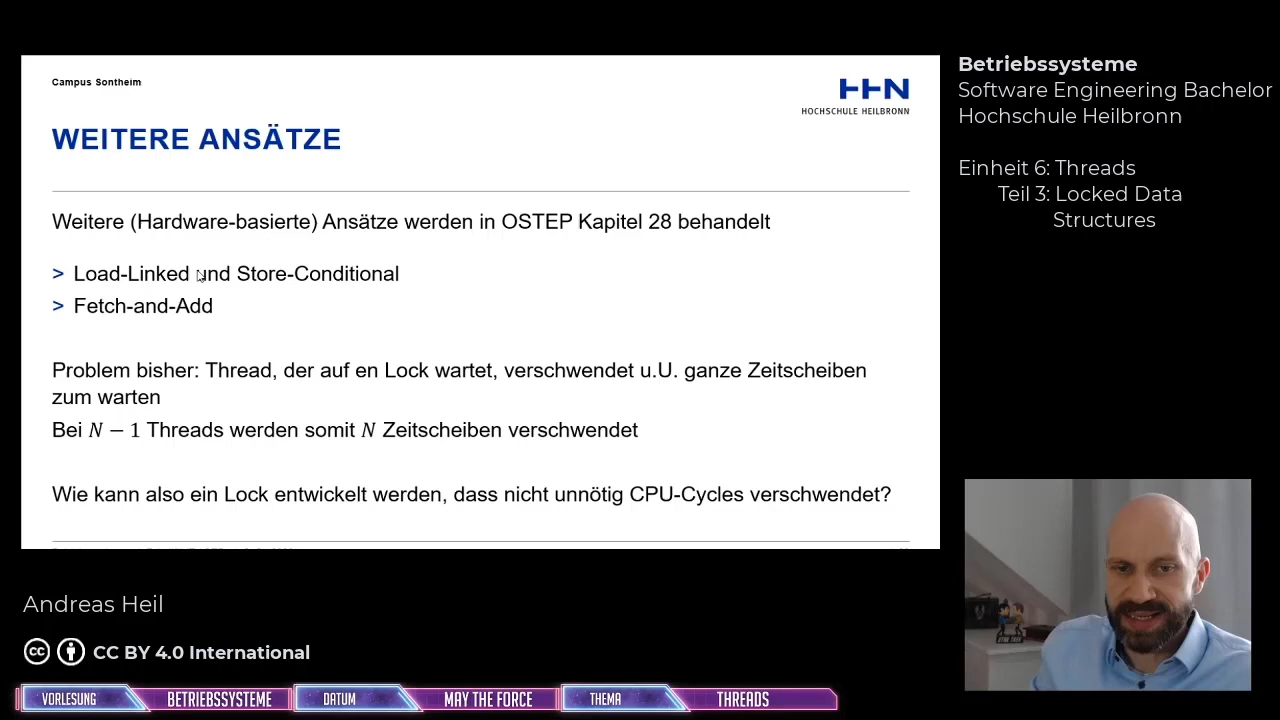 Campus Sontheim
HHN
HOCHSCHULE HEILBRONN
WEITERE ANSÄTZE
Weitere (Hardware-basierte) Ansätze werden in OSTEP Kapitel 28 behandelt
> Load-Linked und Store-Conditional
> Fetch-and-Add
Problem bisher: Thread, der auf en Lock wartet, verschwendet u.U. ganze Zeitscheiben
zum warten
Bei N − 1 Threads werden somit N Zeitscheiben verschwendet
Wie kann also ein Lock entwickelt werden, dass nicht unnötig CPU-Cycles verschwendet?
Betriebssysteme
Software Engineering Bachelor
Hochschule Heilbronn
Einheit 6: Threads
Teil 3: Locked Data
Structures
STAR TREK
Andreas Heil
cc CC BY 4.0 International
VORLESUNG BETRIEBSSYSTEME DATUM MAY THE FORCE THEMA THREADS